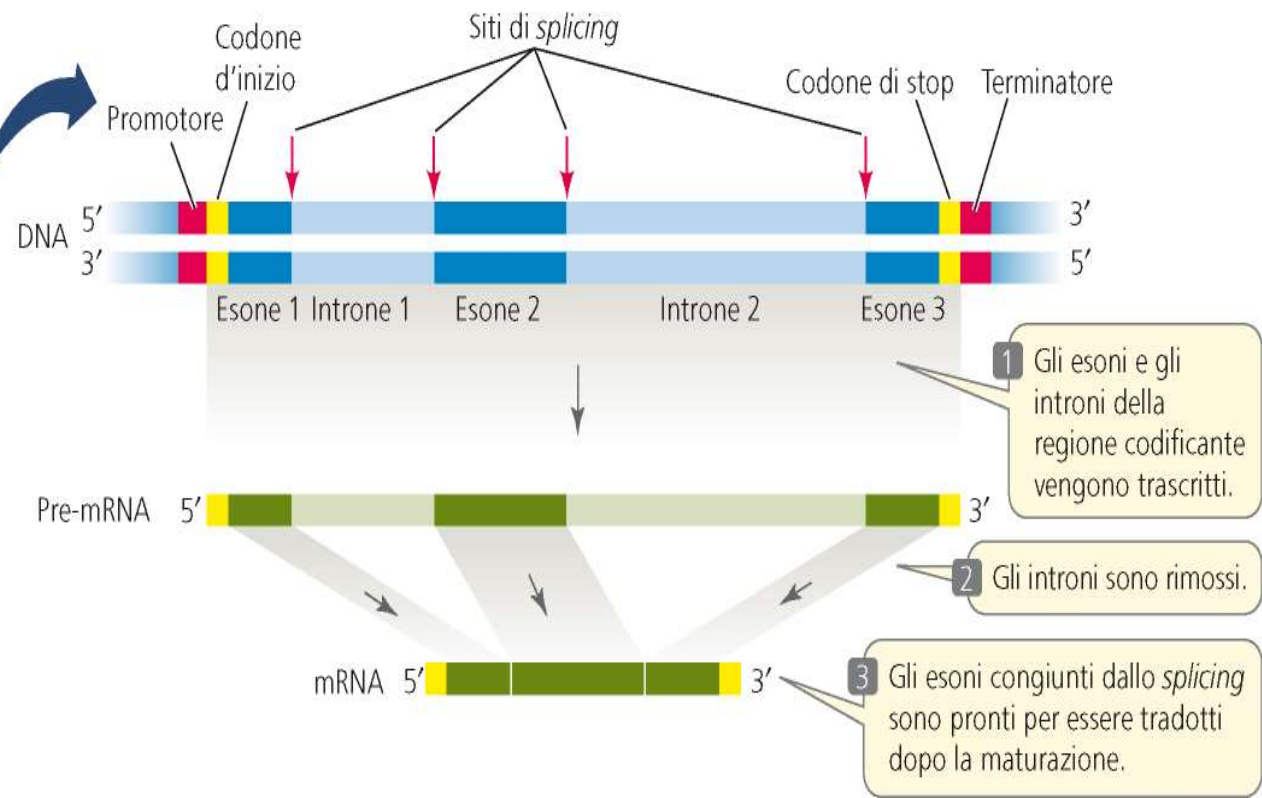 Siti di splicing
Codone
d'inizio
Codone di stop
Terminatore
Promotore
DNA
5′
3′
3′
5′
Esone 1
Introne 1
Esone 2
Introne 2
Esone 3
1 Gli esoni e gli
introni della
regione codificante
vengono trascritti.
Pre-mRNA
5′
3′
2 Gli introni sono rimossi.
mRNA
5′
3′
3 Gli esoni congiunti dallo splicing
sono pronti per essere tradotti
dopo la maturazione.